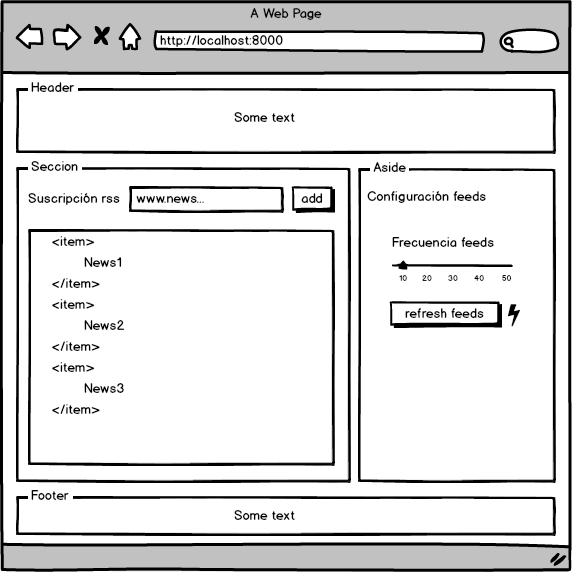 A Web Page
http://localhost:8000
Header
Some text
Seccion
Suscripción rss
www.news...
add
<item>
News1
</item>
<item>
News2
</item>
<item>
News3
</item>
Aside
Configuración feeds
Frecuencia feeds
10 20 30 40 50
refresh feeds
Footer
Some text